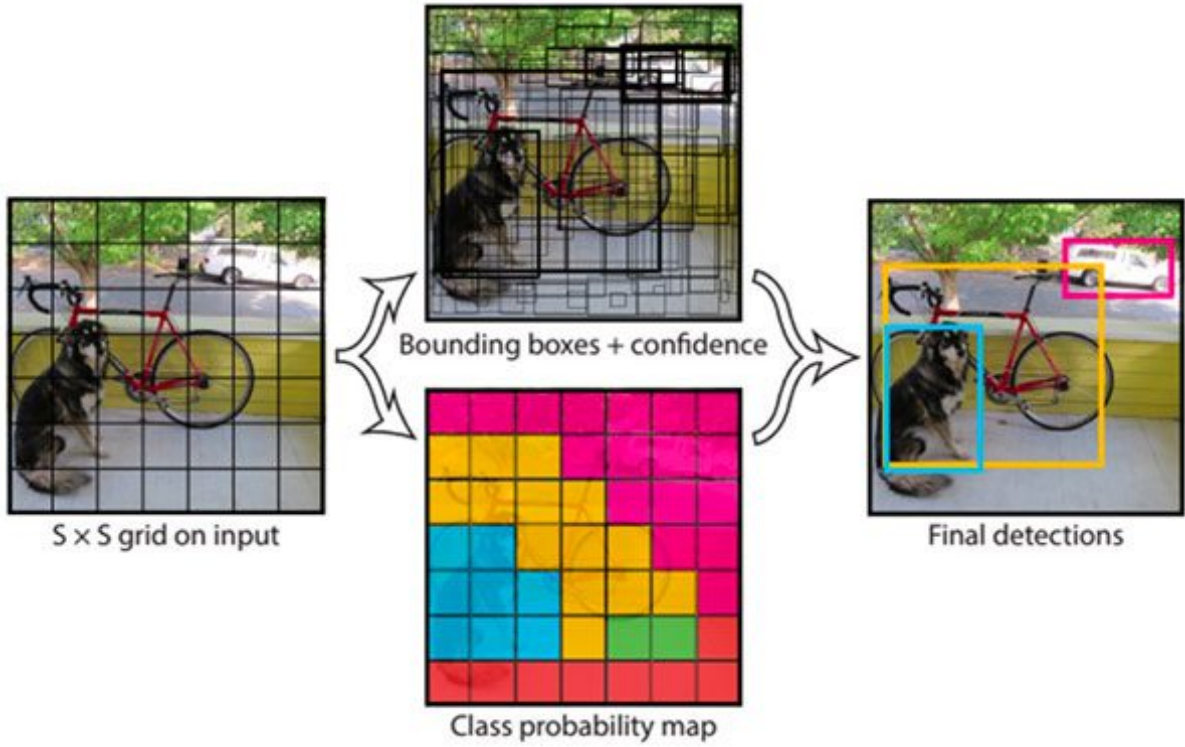 S × S grid on input
Bounding boxes + confidence
Class probability map
Final detections